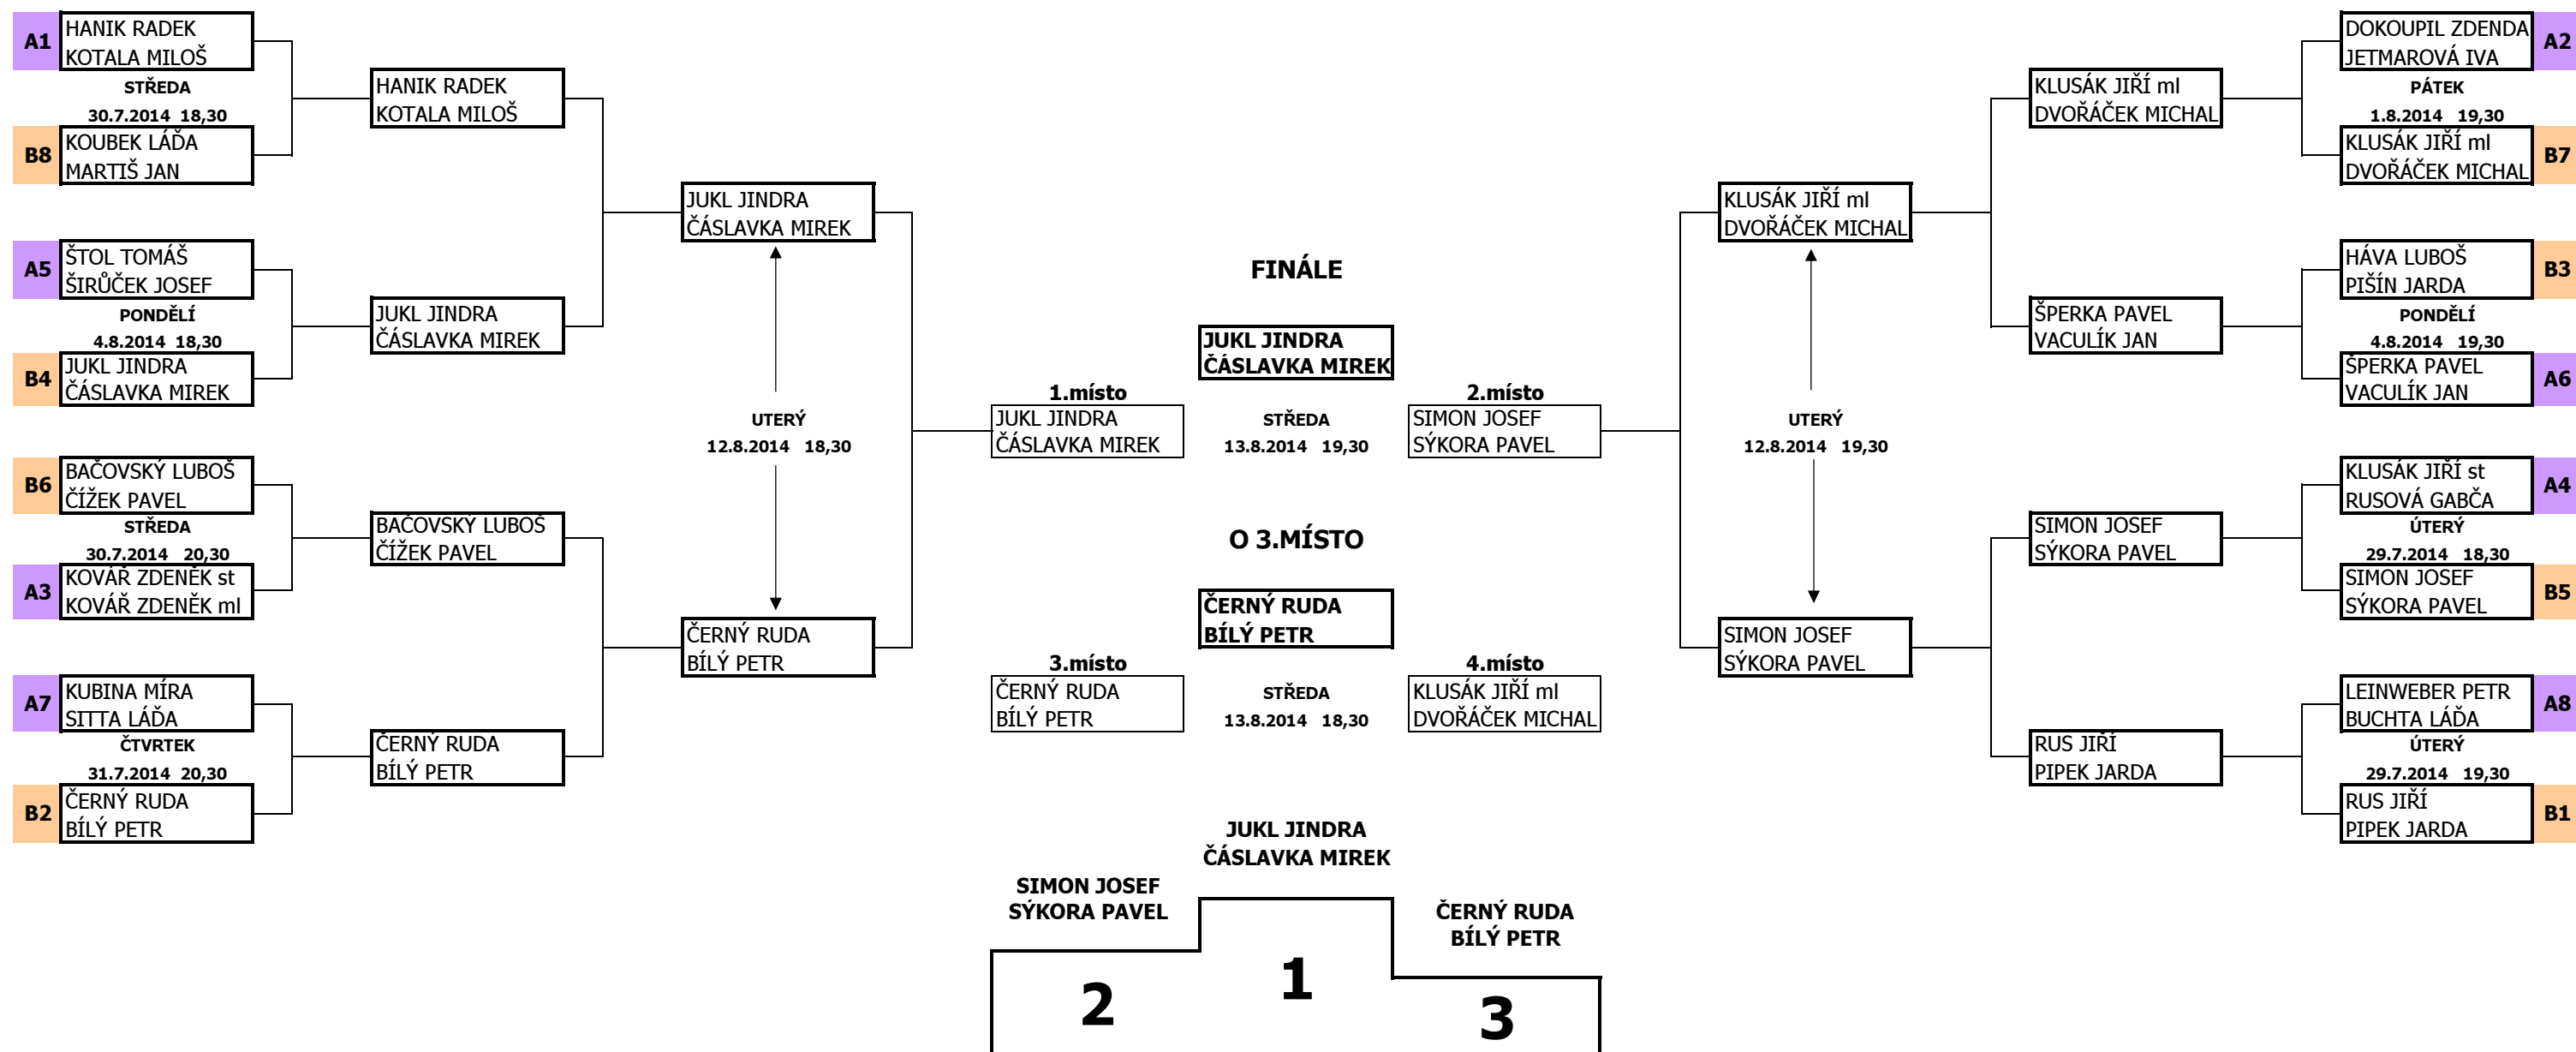 A1
HANIK RADEK
KOTALA MILOŠ
STŘEDA
30.7.2014 18,30
B8
KOUBEK LÁĎA
MARTIŠ JAN
A5
ŠTOL TOMÁŠ
ŠIRŮČEK JOSEF
PONDĚLÍ
4.8.2014 18,30
B4
JUKL JINDRA
ČÁSLAVKA MIREK
B6
BAČOVSKÝ LUBOŠ
ČÍŽEK PAVEL
STŘEDA
30.7.2014 20,30
A3
KOVÁŘ ZDENĚK st
KOVÁŘ ZDENĚK ml
A7
KUBINA MÍRA
SITTA LÁĎA
ČTVRTEK
31.7.2014 20,30
B2
ČERNÝ RUDA
BÍLÝ PETR
HANIK RADEK
KOTALA MILOŠ
JUKL JINDRA
ČÁSLAVKA MIREK
BAČOVSKÝ LUBOŠ
ČÍŽEK PAVEL
ČERNÝ RUDA
BÍLÝ PETR
JUKL JINDRA
ČÁSLAVKA MIREK
UTERÝ
12.8.2014 18,30
ČERNÝ RUDA
BÍLÝ PETR
FINÁLE
JUKL JINDRA
ČÁSLAVKA MIREK
1.místo
JUKL JINDRA
ČÁSLAVKA MIREK
STŘEDA
13.8.2014 19,30
2.místo
SIMON JOSEF
SÝKORA PAVEL
O 3.MÍSTO
ČERNÝ RUDA
BÍLÝ PETR
3.místo
ČERNÝ RUDA
BÍLÝ PETR
STŘEDA
13.8.2014 18,30
4.místo
KLUSÁK JIŘÍ ml
DVOŘÁČEK MICHAL
JUKL JINDRA
ČÁSLAVKA MIREK
SIMON JOSEF
SÝKORA PAVEL
ČERNÝ RUDA
BÍLÝ PETR
1
2
3
KLUSÁK JIŘÍ ml
DVOŘÁČEK MICHAL
UTERÝ
12.8.2014 19,30
SIMON JOSEF
SÝKORA PAVEL
KLUSÁK JIŘÍ ml
DVOŘÁČEK MICHAL
ŠPERKA PAVEL
VACULÍK JAN
SIMON JOSEF
SÝKORA PAVEL
RUS JIŘÍ
PIPEK JARDA
DOKOUPIL ZDENDA
JETMAROVÁ IVA
A2
PÁTEK
1.8.2014 19,30
KLUSÁK JIŘÍ ml
DVOŘÁČEK MICHAL
B7
HÁVA LUBOŠ
PIŠÍN JARDA
B3
PONDĚLÍ
4.8.2014 19,30
ŠPERKA PAVEL
VACULÍK JAN
A6
KLUSÁK JIŘÍ st
RUSOVÁ GABČA
A4
ÚTERÝ
29.7.2014 18,30
SIMON JOSEF
SÝKORA PAVEL
B5
LEINWEBER PETR
BUCHTA LÁĎA
A8
ÚTERÝ
29.7.2014 19,30
RUS JIŘÍ
PIPEK JARDA
B1